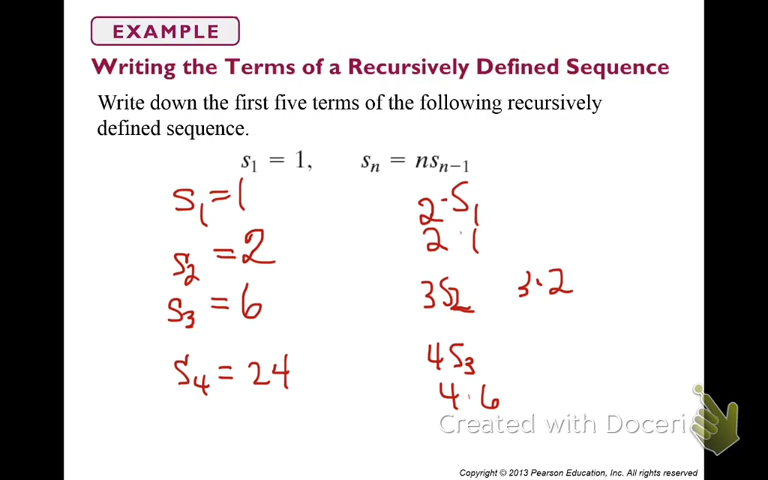 EXAMPLE
Writing the Terms of a Recursively Defined Sequence
Write down the first five terms of the following recursively
defined sequence.
s₁ = 1, sₙ = nsₙ₋₁
S₁ = 1 2·S₁
2·1
S₂ = 2
3S₂ 3·2
S₃ = 6
4S₃
S₄ = 24
4·6
Created with Doceri
Copyright © 2013 Pearson Education, Inc. All rights reserved